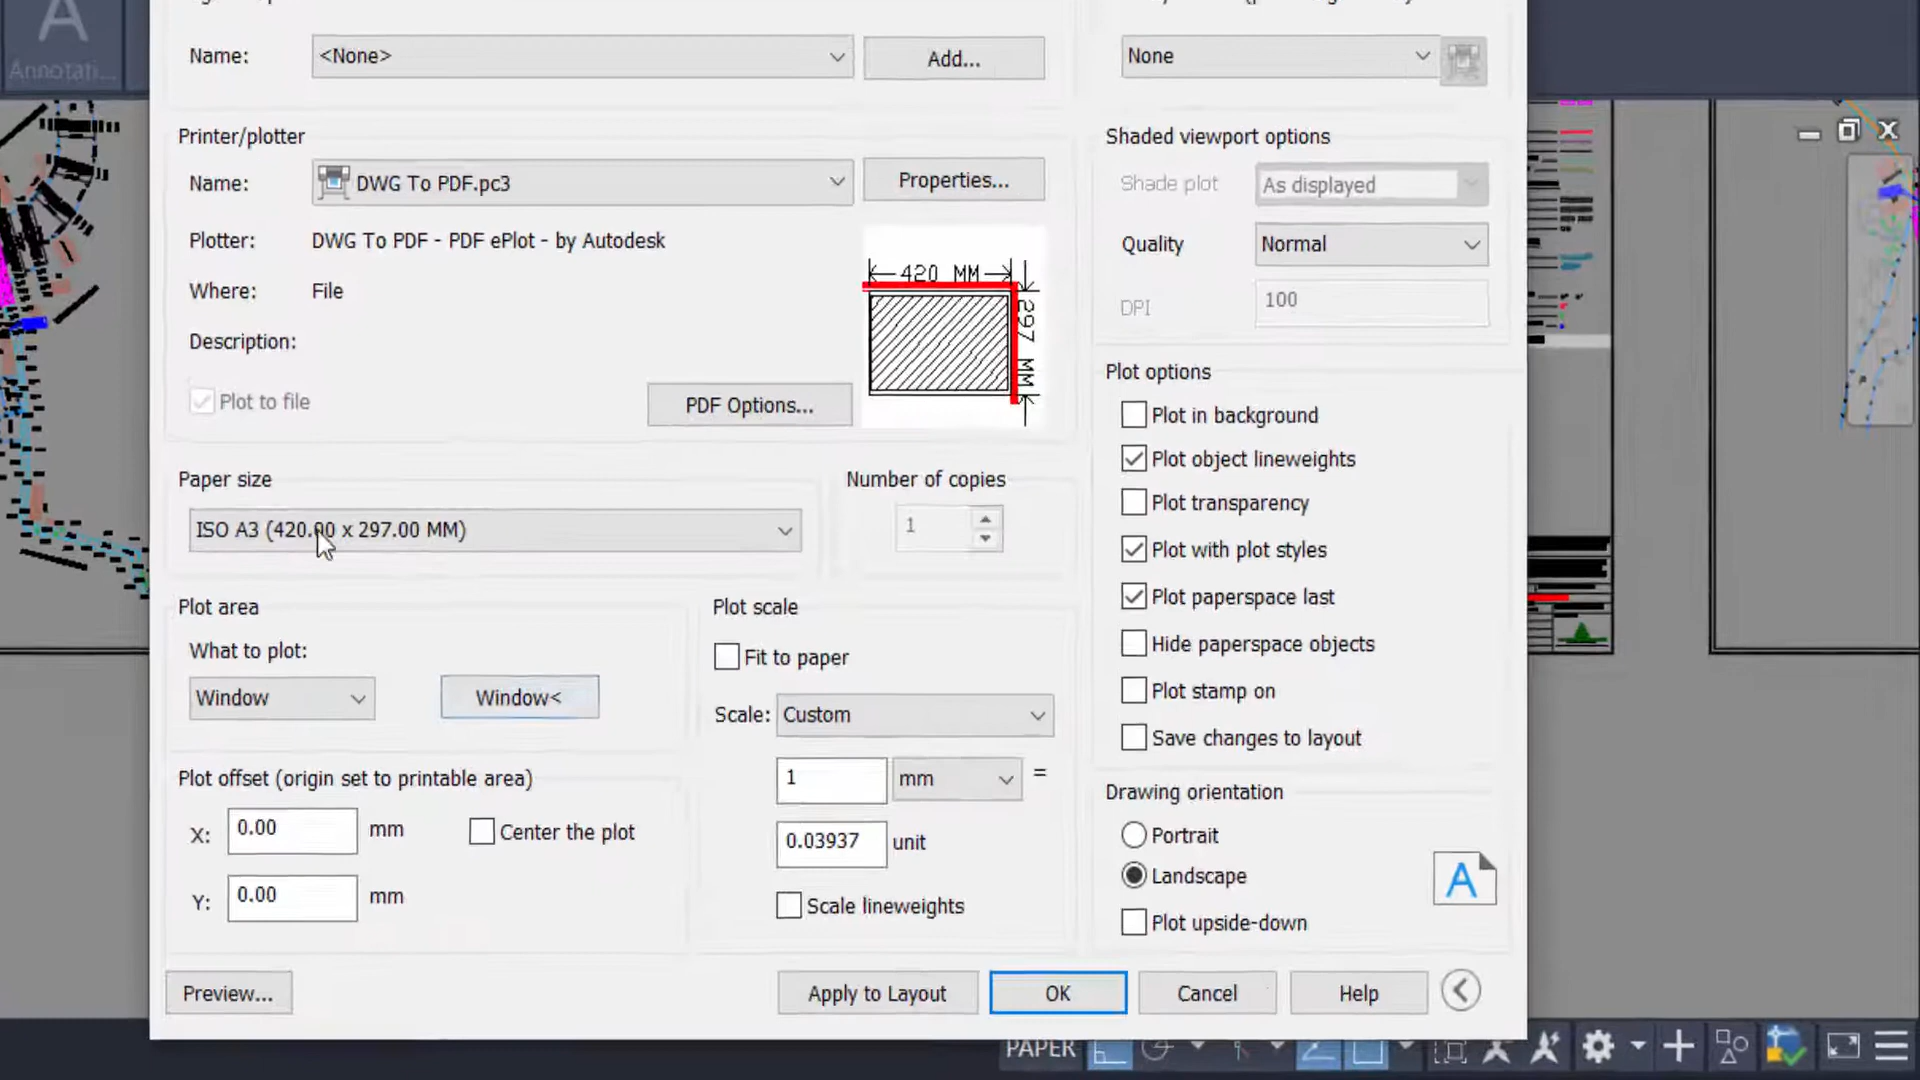 A
Annotati...
Name:
<None>
Add...
None
Printer/plotter
Name:
DWG To PDF.pc3
Properties...
Plotter:
DWG To PDF - PDF ePlot - by Autodesk
Where:
File
Description:
Plot to file
PDF Options...
420 MM
297 MM
Shaded viewport options
Shade plot
As displayed
Quality
Normal
DPI
100
Paper size
ISO A3 (420.00 x 297.00 MM)
Number of copies
1
Plot options
Plot in background
Plot object lineweights
Plot transparency
Plot with plot styles
Plot paperspace last
Hide paperspace objects
Plot stamp on
Save changes to layout
Plot area
What to plot:
Window
Window<
Plot scale
Fit to paper
Scale:
Custom
1
mm
=
0.03937
unit
Scale lineweights
Plot offset (origin set to printable area)
X:
0.00
mm
Center the plot
Y:
0.00
mm
Drawing orientation
Portrait
Landscape
Plot upside-down
A
Preview...
Apply to Layout
OK
Cancel
Help
PAPER